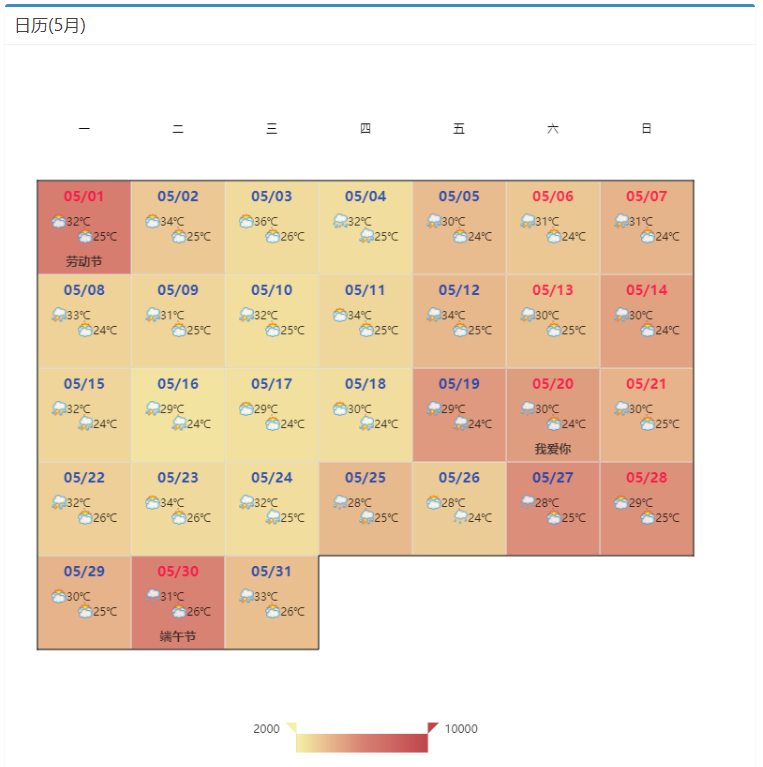 日历(5月)
一 二 三 四 五 六 日
05/01 05/02 05/03 05/04 05/05 05/06 05/07
32℃ 34℃ 36℃ 32℃ 30℃ 31℃ 31℃
25℃ 25℃ 26℃ 25℃ 24℃ 24℃ 24℃
劳动节
05/08 05/09 05/10 05/11 05/12 05/13 05/14
33℃ 31℃ 32℃ 34℃ 34℃ 30℃ 30℃
24℃ 25℃ 25℃ 25℃ 25℃ 25℃ 24℃
05/15 05/16 05/17 05/18 05/19 05/20 05/21
32℃ 29℃ 29℃ 30℃ 29℃ 30℃ 30℃
24℃ 24℃ 24℃ 24℃ 24℃ 24℃ 25℃
我爱你
05/22 05/23 05/24 05/25 05/26 05/27 05/28
32℃ 34℃ 32℃ 28℃ 28℃ 28℃ 29℃
26℃ 26℃ 25℃ 25℃ 24℃ 25℃ 25℃
05/29 05/30 05/31
30℃ 31℃ 33℃
25℃ 26℃ 26℃
端午节
2000 10000